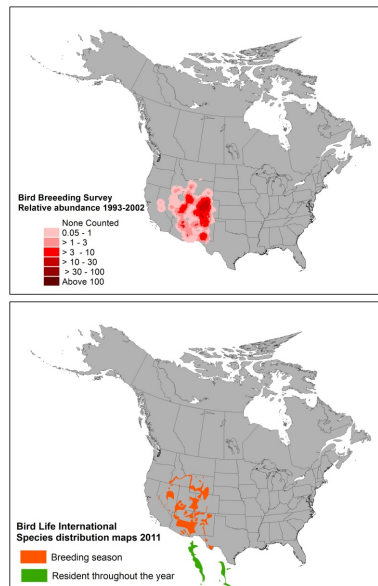 Bird Breeeding Survey
Relative abundance 1993-2002
None Counted
0.05 - 1
> 1 - 3
> 3 - 10
> 10 - 30
> 30 - 100
Above 100
Bird Life International
Species distribution maps 2011
Breeding season
Resident throughout the year